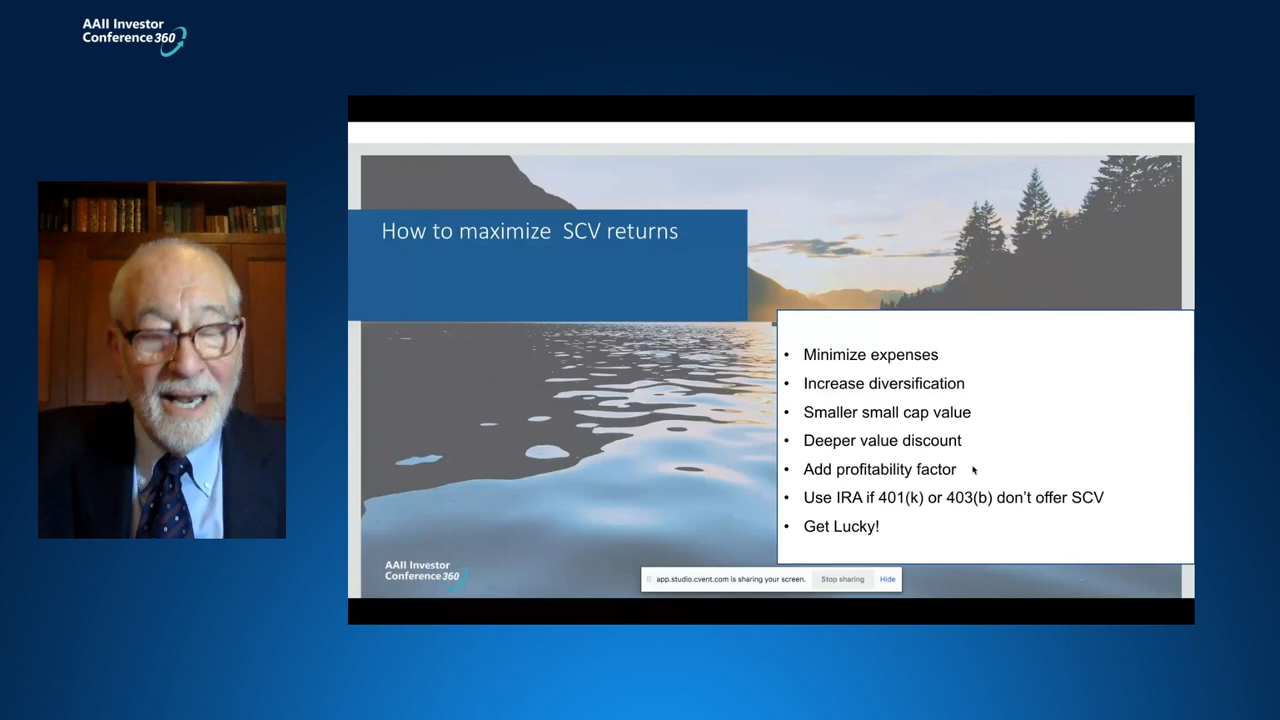 AAII Investor
Conference360
How to maximize SCV returns
• Minimize expenses
• Increase diversification
• Smaller small cap value
• Deeper value discount
• Add profitability factor
• Use IRA if 401(k) or 403(b) don’t offer SCV
• Get Lucky!
AAII Investor
Conference360
app.studio.cvent.com is sharing your screen. Stop sharing Hide